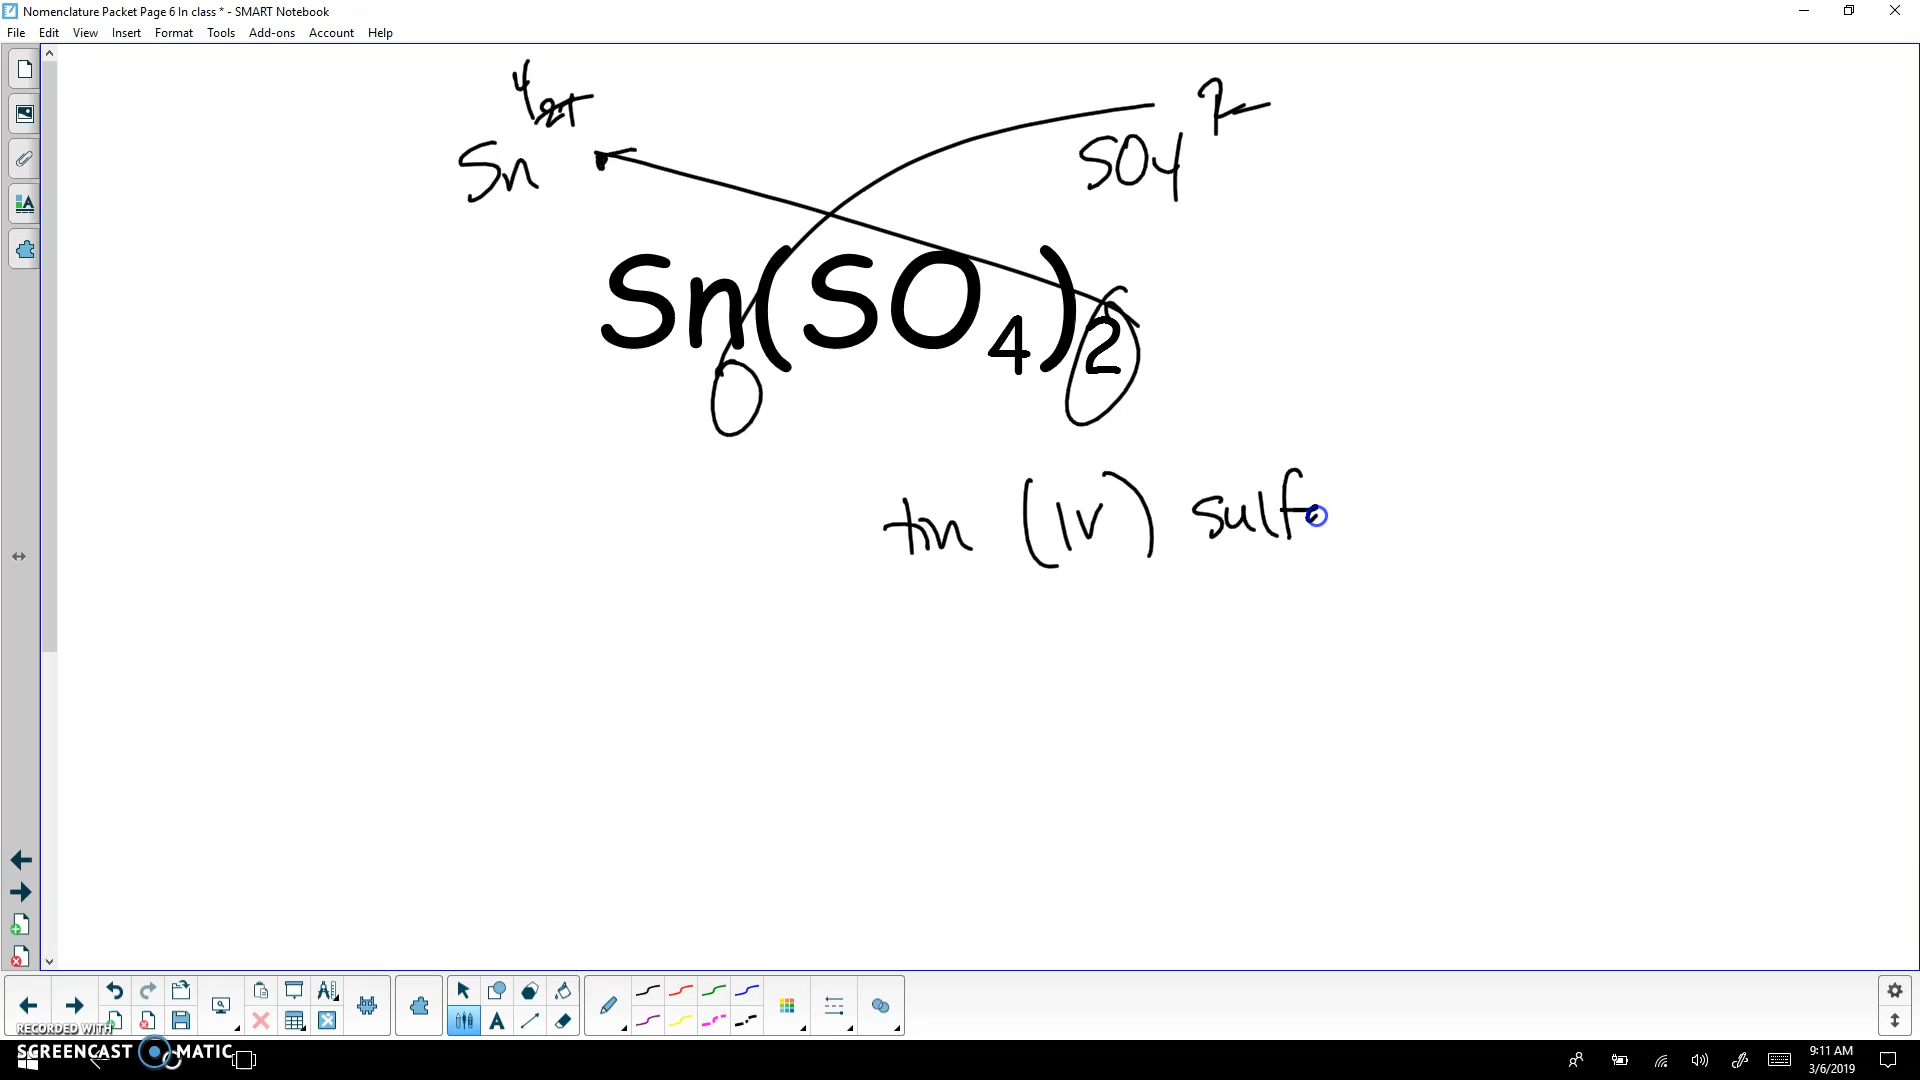 Nomenclature Packet Page 6 In class * - SMART Notebook
File Edit View Insert Format Tools Add-ons Account Help
4 2+
Sn
2-
SO4
Sn(SO4)2
tin (IV) sulf
RECORDED WITH
SCREENCAST MATIC
9:11 AM
3/6/2019